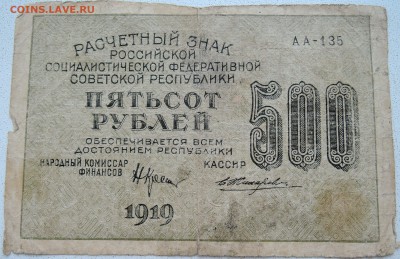 COINS.LAVE.RU
РАСЧЕТНЫЙ ЗНАК
АА-135
РОССИЙСКОЙ
СОЦИАЛИСТИЧЕСКОЙ ФЕДЕРАТИВНОЙ
СОВЕТСКОЙ РЕСПУБЛИКИ
ПЯТЬСОТ
РУБЛЕЙ
500
ОБЕСПЕЧИВАЕТСЯ ВСЕМ
ДОСТОЯНИЕМ РЕСПУБЛИКИ
НАРОДНЫЙ КОМИССАР
ФИНАНСОВ
КАССИР
1919